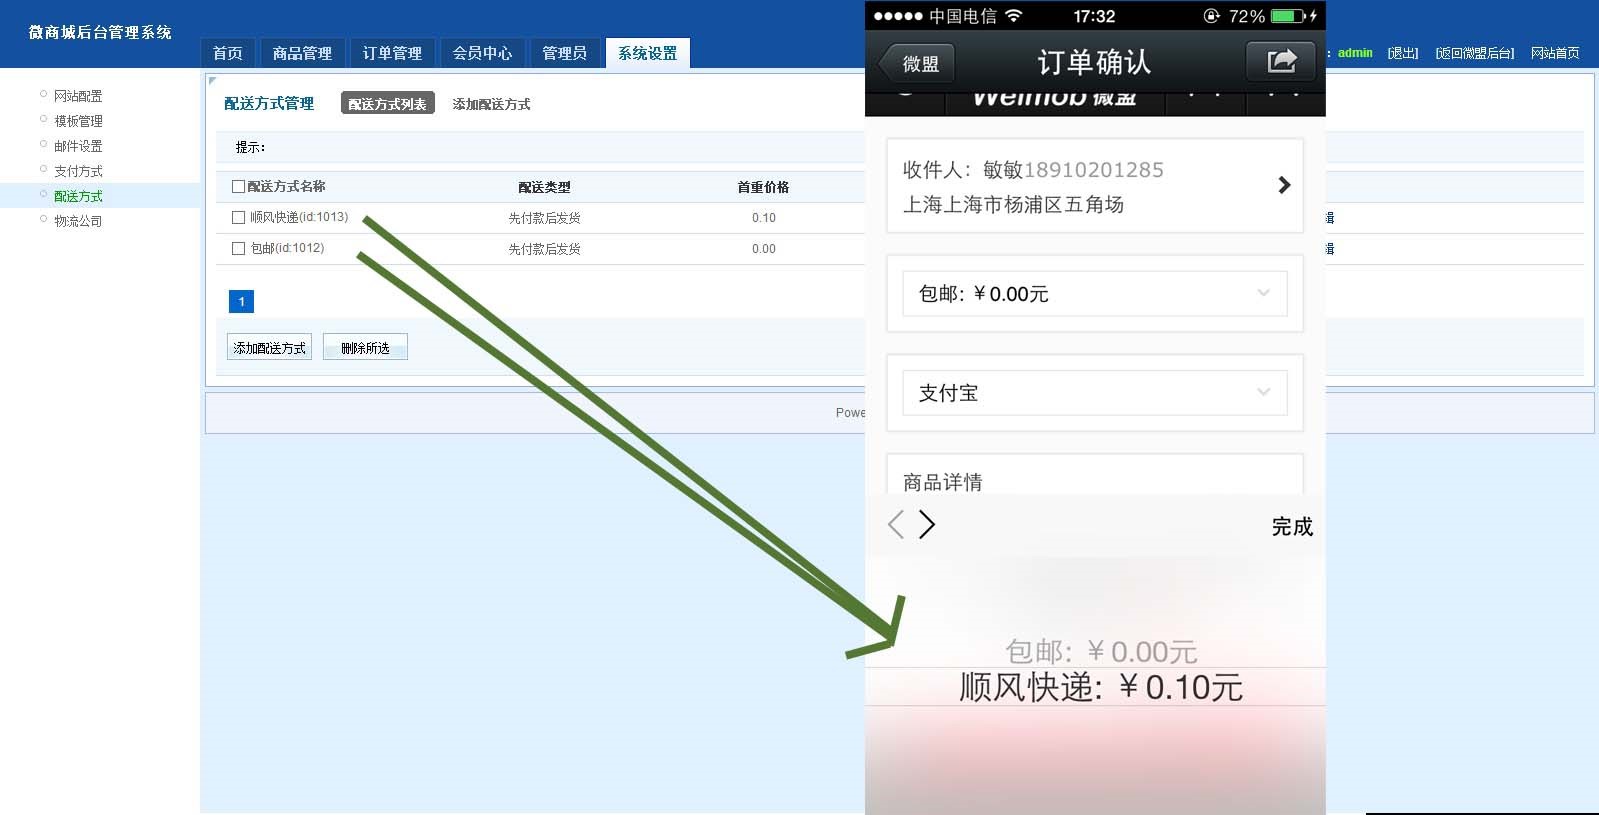 微商城后台管理系统
首页
商品管理
订单管理
会员中心
管理员
系统设置
: admin
[退出]
[返回微盟后台]
网站首页
网站配置
模板管理
邮件设置
支付方式
配送方式
物流公司
配送方式管理
配送方式列表
添加配送方式
提示：
配送方式名称
配送类型
首重价格
顺风快递(id:1013)
先付款后发货
0.10
辑
包邮(id:1012)
先付款后发货
0.00
辑
1
添加配送方式
删除所选
Powe
中国电信
17:32
72%
微盟
订单确认
Weimob 微盟
收件人：敏敏18910201285
上海上海市杨浦区五角场
包邮: ￥0.00元
支付宝
商品详情
完成
包邮: ￥0.00元
顺风快递: ￥0.10元